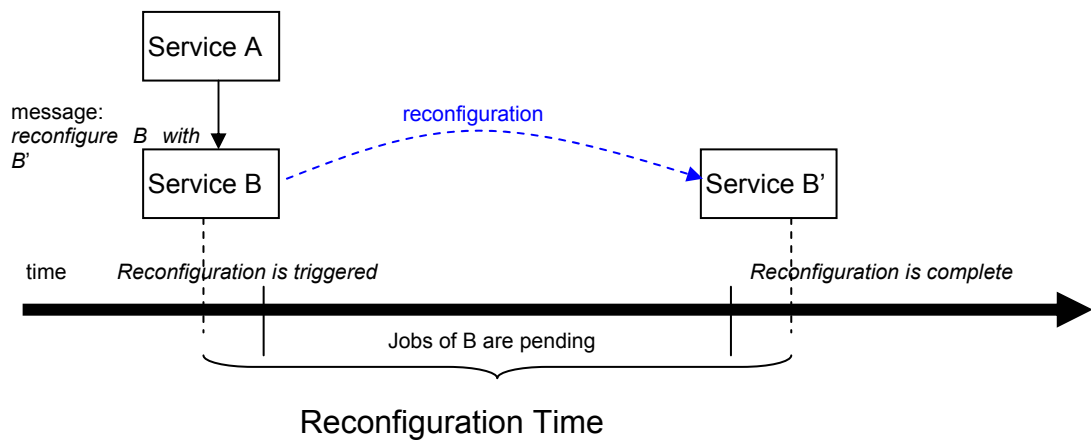 Service A
message:
reconfigure B with
B'
reconfiguration
Service B
Service B'
time
Reconfiguration is triggered
Reconfiguration is complete
Jobs of B are pending
Reconfiguration Time